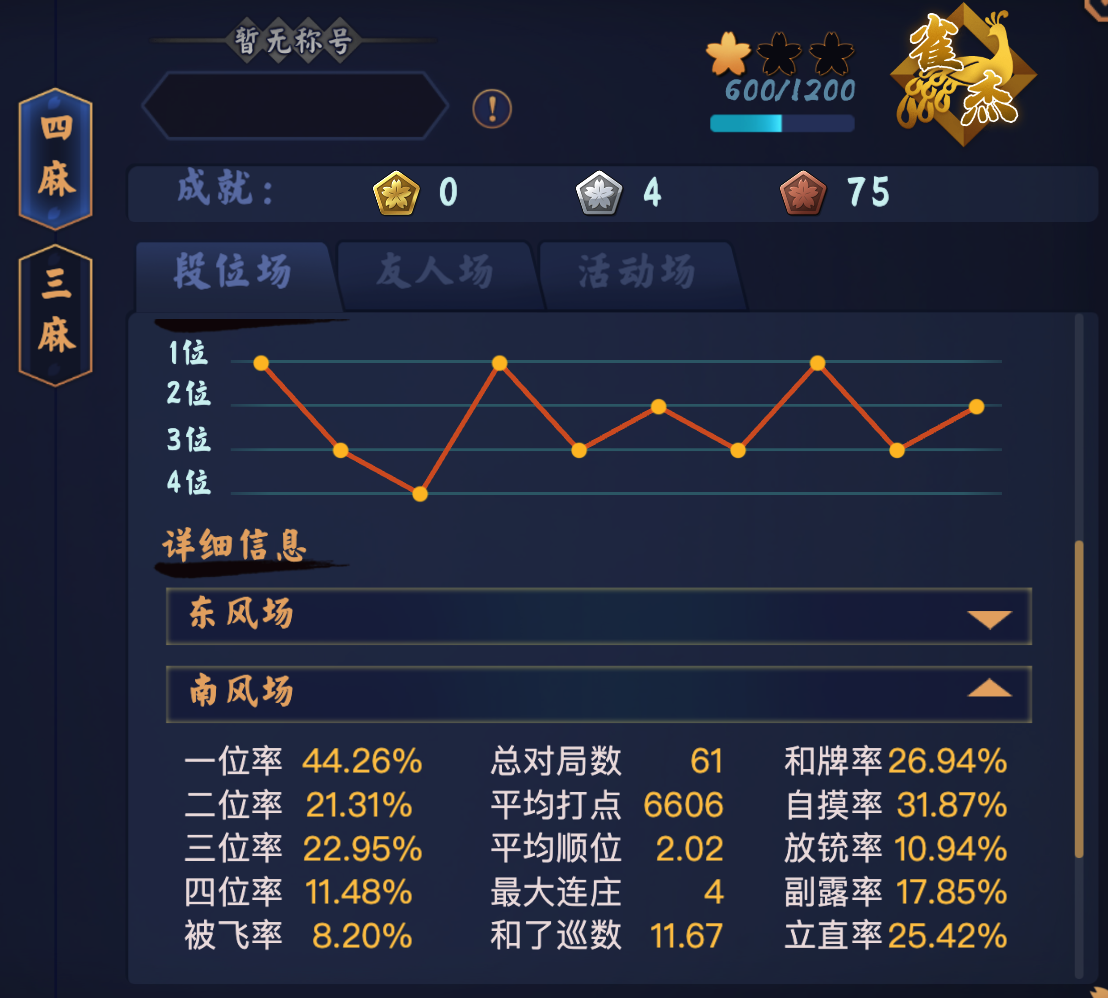 暂无称号
!
600/1200
雀杰
四麻
三麻
成就： 0 4 75
段位场 友人场 活动场
1位
2位
3位
4位
详细信息
东风场
南风场
一位率 44.26% 总对局数 61 和牌率 26.94%
二位率 21.31% 平均打点 6606 自摸率 31.87%
三位率 22.95% 平均顺位 2.02 放铳率 10.94%
四位率 11.48% 最大连庄 4 副露率 17.85%
被飞率 8.20% 和了巡数 11.67 立直率 25.42%